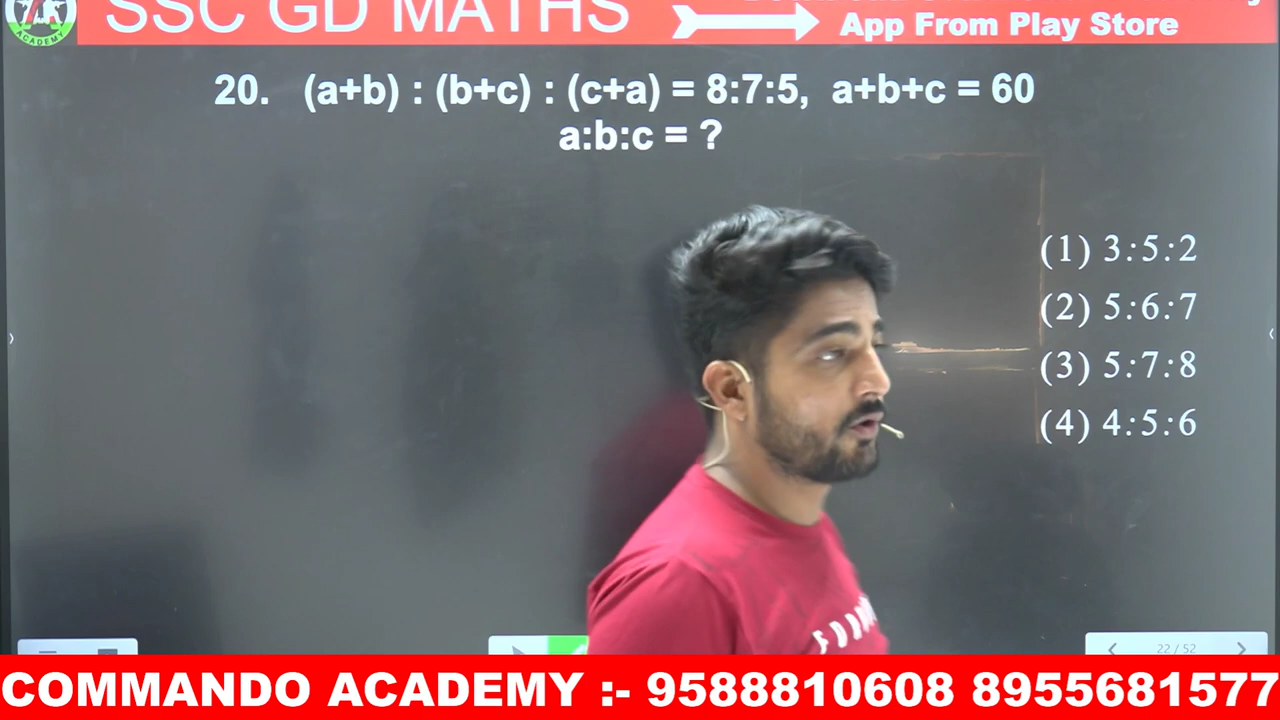 SSC GD MATHS
App From Play Store
ACADEMY
20. (a+b) : (b+c) : (c+a) = 8:7:5, a+b+c = 60
a:b:c = ?
(1) 3:5:2
(2) 5:6:7
(3) 5:7:8
(4) 4:5:6
22 / 52
COMMANDO ACADEMY :- 9588810608 8955681577